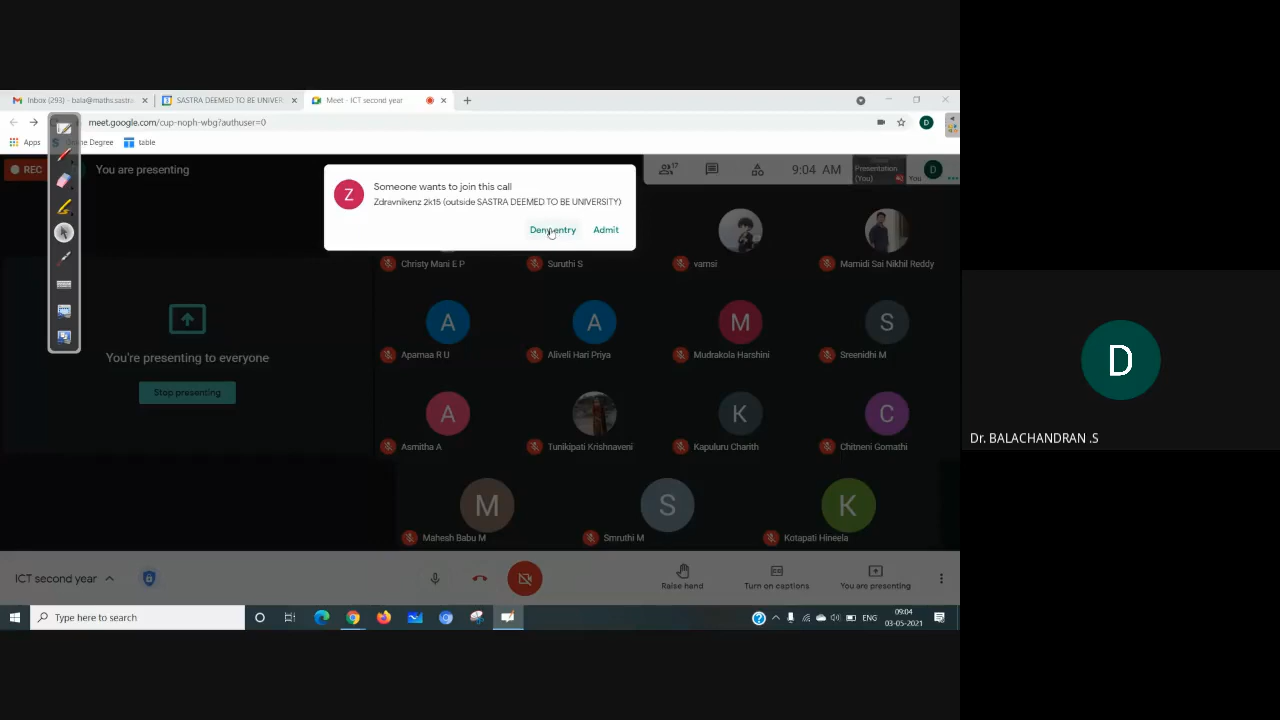 Inbox (293) - bala@maths.sastra
SASTRA DEEMED TO BE UNIVER
Meet - ICT second year
meet.google.com/cup-noph-wbg?authuser=0
D
Apps
Degree
table
REC
You are presenting
17
9:04 AM
Presentation (You)
You
D
Z
Someone wants to join this call
Zdravnikenz 2k15 (outside SASTRA DEEMED TO BE UNIVERSITY)
Deny entry
Admit
Christy Mani E P
Suruthi S
vamsi
Mamidi Sai Nikhil Reddy
A
A
M
S
Aparnaa R U
Aliveli Hari Priya
Mudrakola Harshini
Sreenidhi M
You're presenting to everyone
Stop presenting
A
K
C
Asmitha A
Tunikipati Krishnaveni
Kapuluru Charith
Chitneni Gomathi
M
S
K
Mahesh Babu M
Smruthi M
Kotapati Hineela
ICT second year
Raise hand
Turn on captions
You are presenting
Type here to search
ENG
09:04
03-05-2021
D
Dr. BALACHANDRAN .S